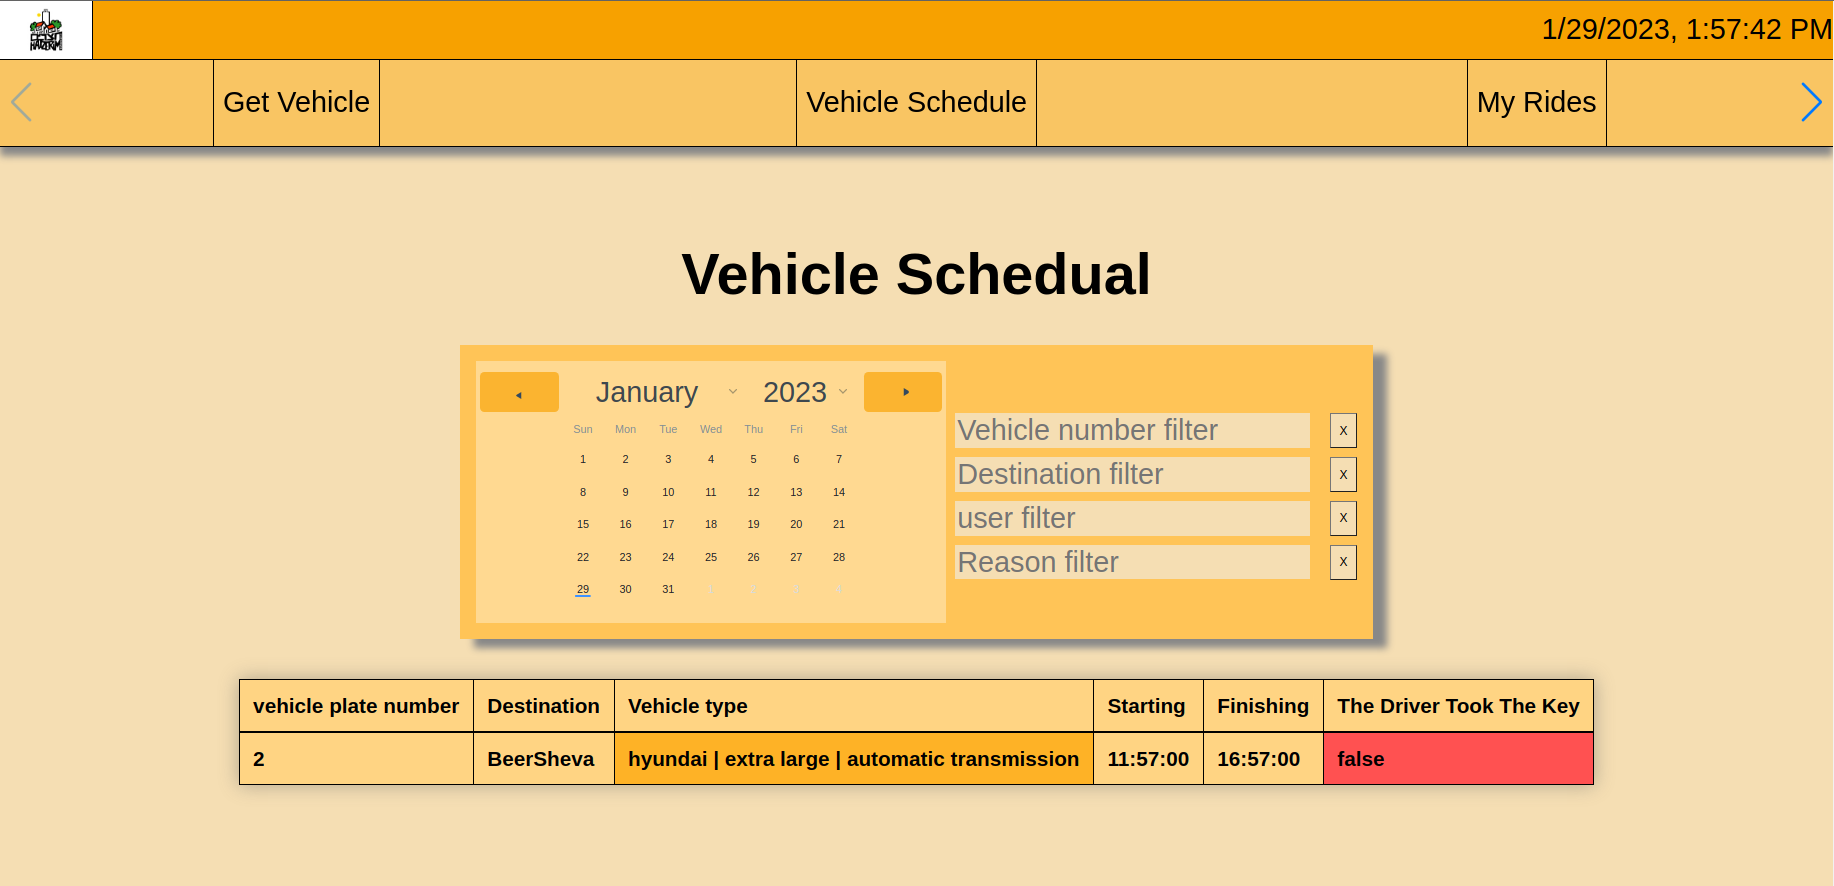 1/29/2023, 1:57:42 PM
Get Vehicle Vehicle Schedule My Rides
Vehicle Schedual
January 2023
Sun Mon Tue Wed Thu Fri Sat
1 2 3 4 5 6 7
8 9 10 11 12 13 14
15 16 17 18 19 20 21
22 23 24 25 26 27 28
29 30 31 1 2 3 4
Vehicle number filter X
Destination filter X
user filter X
Reason filter X
vehicle plate number Destination Vehicle type Starting Finishing The Driver Took The Key
2 BeerSheva hyundai | extra large | automatic transmission 11:57:00 16:57:00 false